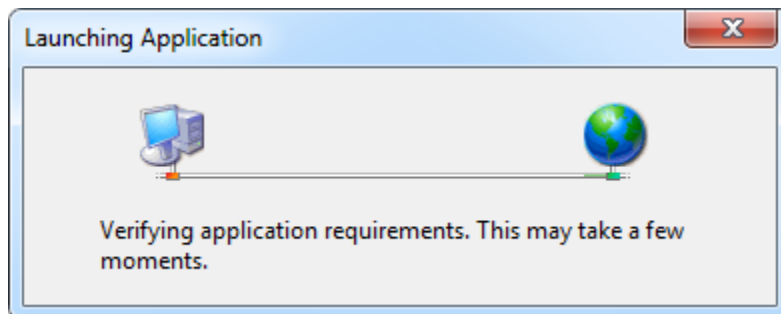 Launching Application
Verifying application requirements. This may take a few
moments.